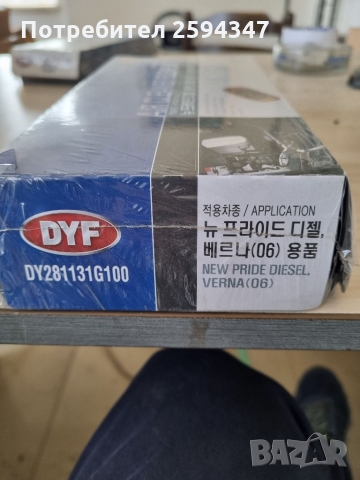 Потребител 2594347
DYF
DY281131G100
적용차종 / APPLICATION
뉴 프라이드 디젤,
베르나(06) 용품
NEW PRIDE DIESEL,
VERNA(06)
BAZAR